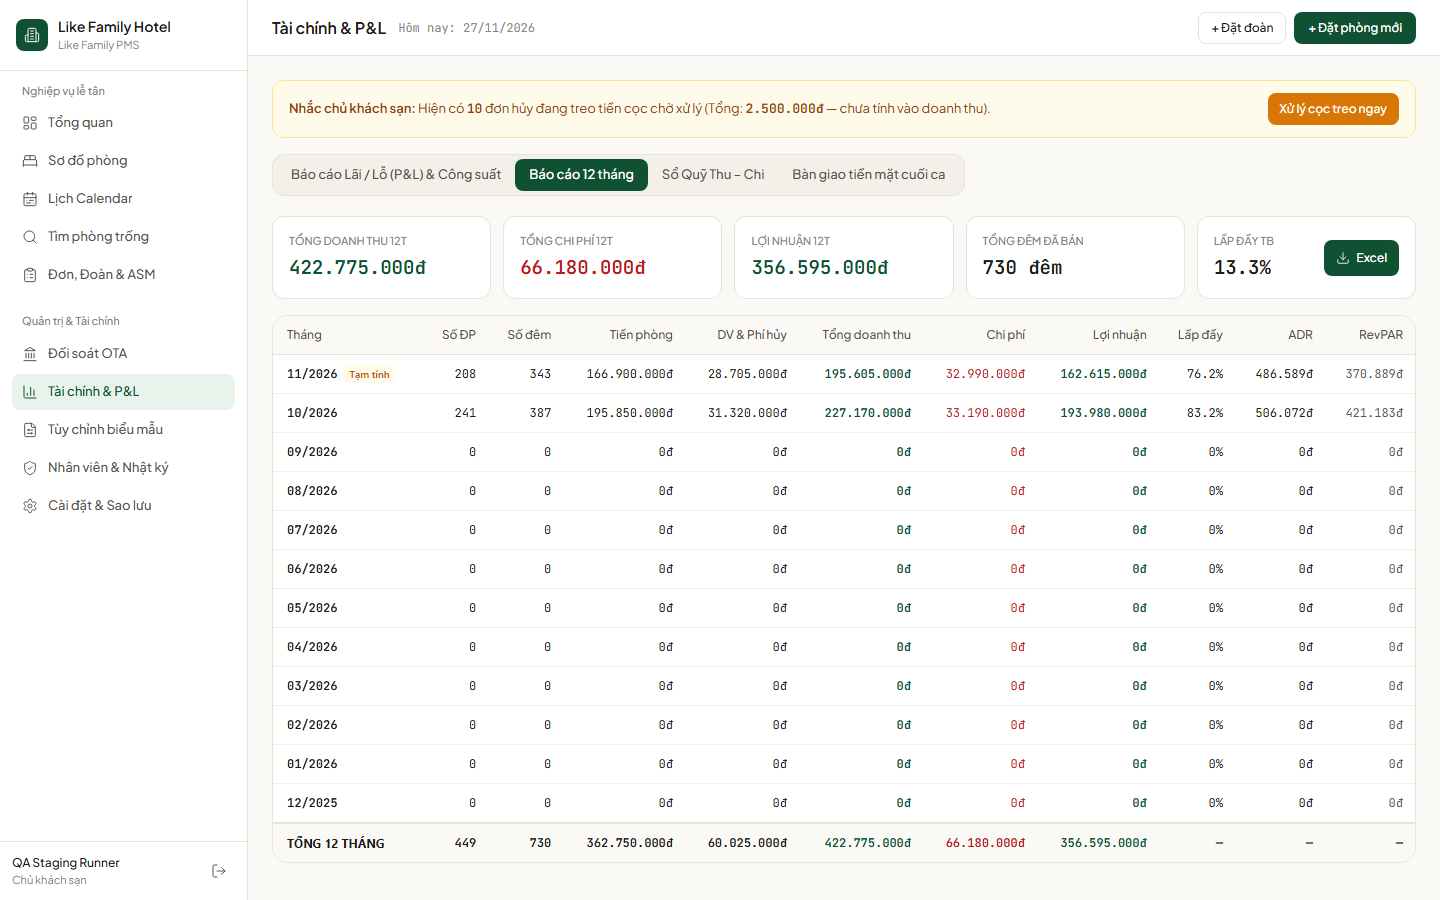 Like Family Hotel
Like Family PMS
Nghiệp vụ lễ tân
Tổng quan
Sơ đồ phòng
Lịch Calendar
Tìm phòng trống
Đơn, Đoàn & ASM
Quản trị & Tài chính
Đối soát OTA
Tài chính & P&L
Tùy chỉnh biểu mẫu
Nhân viên & Nhật ký
Cài đặt & Sao lưu
QA Staging Runner
Chủ khách sạn
Tài chính & P&L Hôm nay: 27/11/2026 + Đặt đoàn + Đặt phòng mới
Nhắc chủ khách sạn: Hiện có 10 đơn hủy đang treo tiền cọc chờ xử lý (Tổng: 2.500.000đ — chưa tính vào doanh thu). Xử lý cọc treo ngay
Báo cáo Lãi / Lỗ (P&L) & Công suất Báo cáo 12 tháng Sổ Quỹ Thu – Chi Bàn giao tiền mặt cuối ca
TỔNG DOANH THU 12T
422.775.000đ
TỔNG CHI PHÍ 12T
66.180.000đ
LỢI NHUẬN 12T
356.595.000đ
TỔNG ĐÊM ĐÃ BÁN
730 đêm
LẤP ĐẦY TB
13.3%
Excel
Tháng Số ĐP Số đêm Tiền phòng DV & Phí hủy Tổng doanh thu Chi phí Lợi nhuận Lấp đầy ADR RevPAR
11/2026 Tạm tính 208 343 166.900.000đ 28.705.000đ 195.605.000đ 32.990.000đ 162.615.000đ 76.2% 486.589đ 370.889đ
10/2026 241 387 195.850.000đ 31.320.000đ 227.170.000đ 33.190.000đ 193.980.000đ 83.2% 506.072đ 421.183đ
09/2026 0 0 0đ 0đ 0đ 0đ 0đ 0% 0đ 0đ
08/2026 0 0 0đ 0đ 0đ 0đ 0đ 0% 0đ 0đ
07/2026 0 0 0đ 0đ 0đ 0đ 0đ 0% 0đ 0đ
06/2026 0 0 0đ 0đ 0đ 0đ 0đ 0% 0đ 0đ
05/2026 0 0 0đ 0đ 0đ 0đ 0đ 0% 0đ 0đ
04/2026 0 0 0đ 0đ 0đ 0đ 0đ 0% 0đ 0đ
03/2026 0 0 0đ 0đ 0đ 0đ 0đ 0% 0đ 0đ
02/2026 0 0 0đ 0đ 0đ 0đ 0đ 0% 0đ 0đ
01/2026 0 0 0đ 0đ 0đ 0đ 0đ 0% 0đ 0đ
12/2025 0 0 0đ 0đ 0đ 0đ 0đ 0% 0đ 0đ
TỔNG 12 THÁNG 449 730 362.750.000đ 60.025.000đ 422.775.000đ 66.180.000đ 356.595.000đ — — —